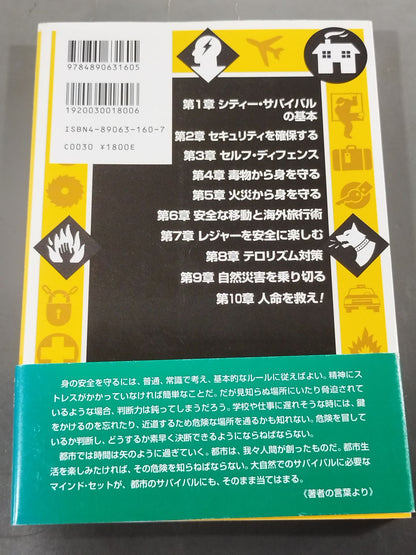 9784890631605
1920030018006
ISBN4-89063-160-7
C0030 ¥1800E
第1章 シティー・サバイバル
の基本
第2章 セキュリティを確保する
第3章 セルフ・ディフェンス
第4章 毒物から身を守る
第5章 火災から身を守る
第6章 安全な移動と海外旅行術
第7章 レジャーを安全に楽しむ
第8章 テロリズム対策
第9章 自然災害を乗り切る
第10章 人命を救え!
身の安全を守るには、普通、常識で考え、基本的なルールに従えばよい。精神にス
トレスがかかっていなければ簡単なことだ。だが見知らぬ場所にいたり脅迫されて
いるような場合、判断力は鈍ってしまうだろう。学校や仕事に遅れそうな時には、鍵
をかけるのを忘れたり、近道するため危険な場所を通るかも知れない。危険を冒して
いるか判断し、どうするか素早く決断できるようにならねばならない。
都市では時間は矢のように過ぎていく。都市は、我々人間が創ったものだ。都市生
活を楽しみたければ、その危険を知らねばならない。大自然でのサバイバルに必要な
マインド・セットが、都市のサバイバルにも、そのまま当てはまる。
《著者の言葉より》